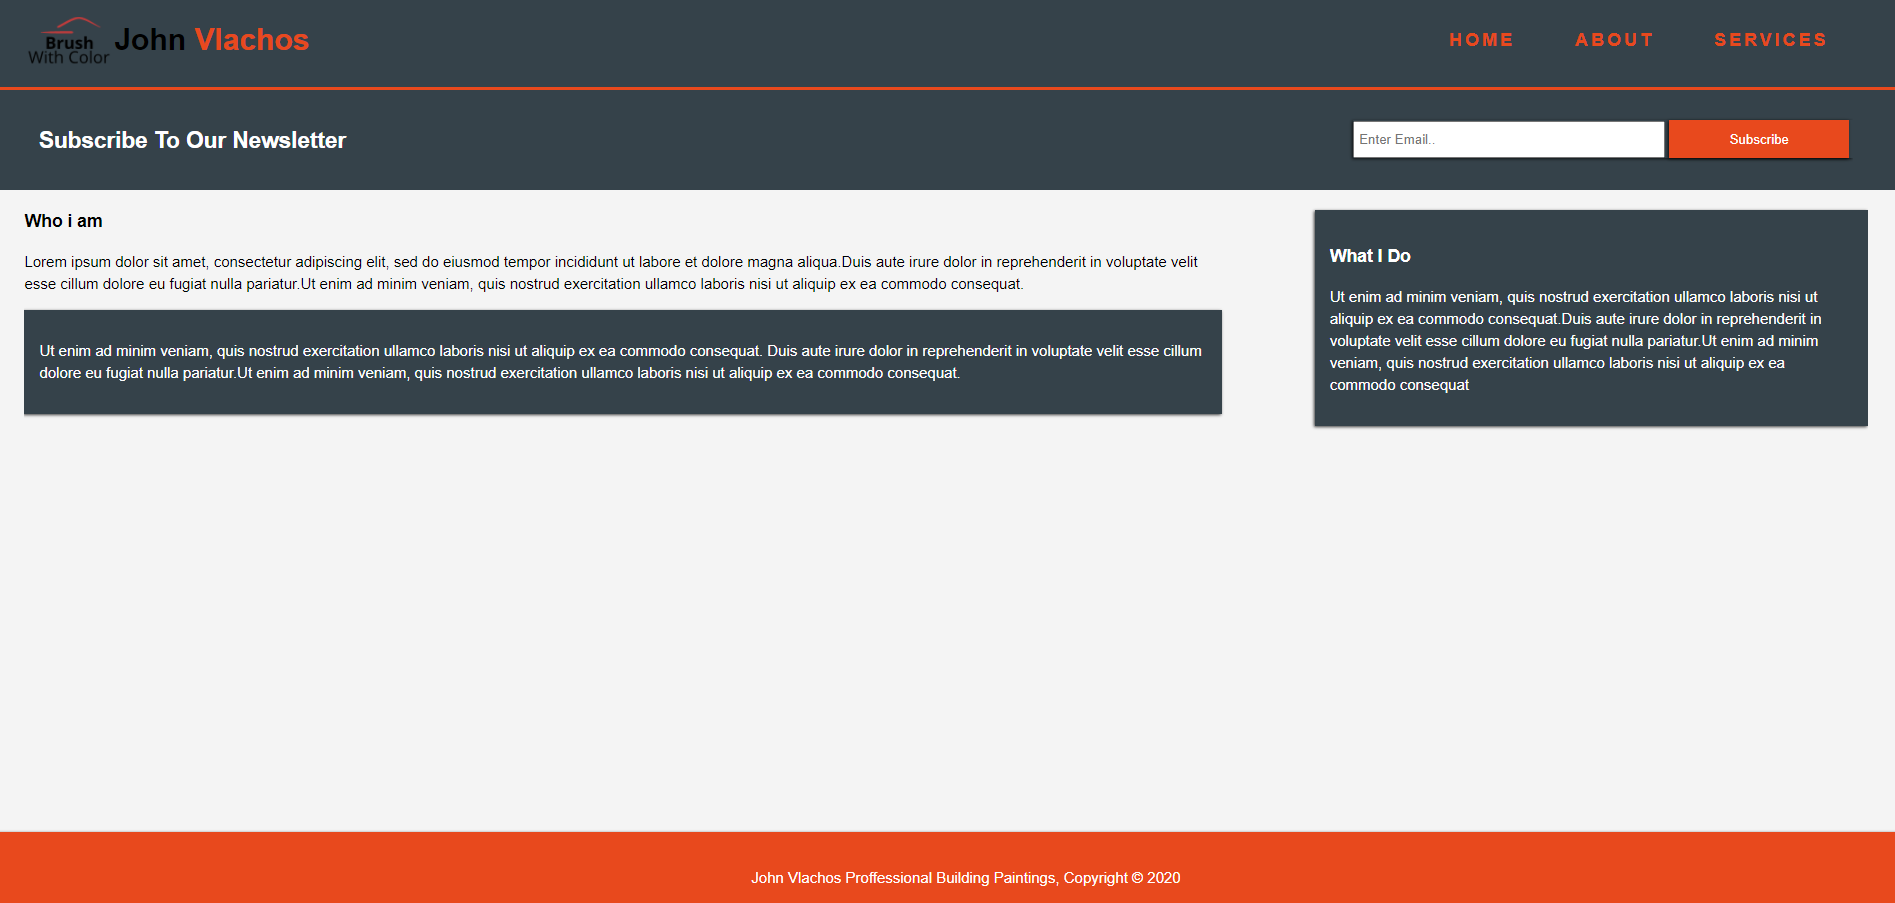 Brush
With Color
John Vlachos
HOME ABOUT SERVICES
Subscribe To Our Newsletter
Enter Email..
Subscribe
Who i am
Lorem ipsum dolor sit amet, consectetur adipiscing elit, sed do eiusmod tempor incididunt ut labore et dolore magna aliqua.Duis aute irure dolor in reprehenderit in voluptate velit
esse cillum dolore eu fugiat nulla pariatur.Ut enim ad minim veniam, quis nostrud exercitation ullamco laboris nisi ut aliquip ex ea commodo consequat.
Ut enim ad minim veniam, quis nostrud exercitation ullamco laboris nisi ut aliquip ex ea commodo consequat. Duis aute irure dolor in reprehenderit in voluptate velit esse cillum
dolore eu fugiat nulla pariatur.Ut enim ad minim veniam, quis nostrud exercitation ullamco laboris nisi ut aliquip ex ea commodo consequat.
What I Do
Ut enim ad minim veniam, quis nostrud exercitation ullamco laboris nisi ut
aliquip ex ea commodo consequat.Duis aute irure dolor in reprehenderit in
voluptate velit esse cillum dolore eu fugiat nulla pariatur.Ut enim ad minim
veniam, quis nostrud exercitation ullamco laboris nisi ut aliquip ex ea
commodo consequat
John Vlachos Proffessional Building Paintings, Copyright © 2020